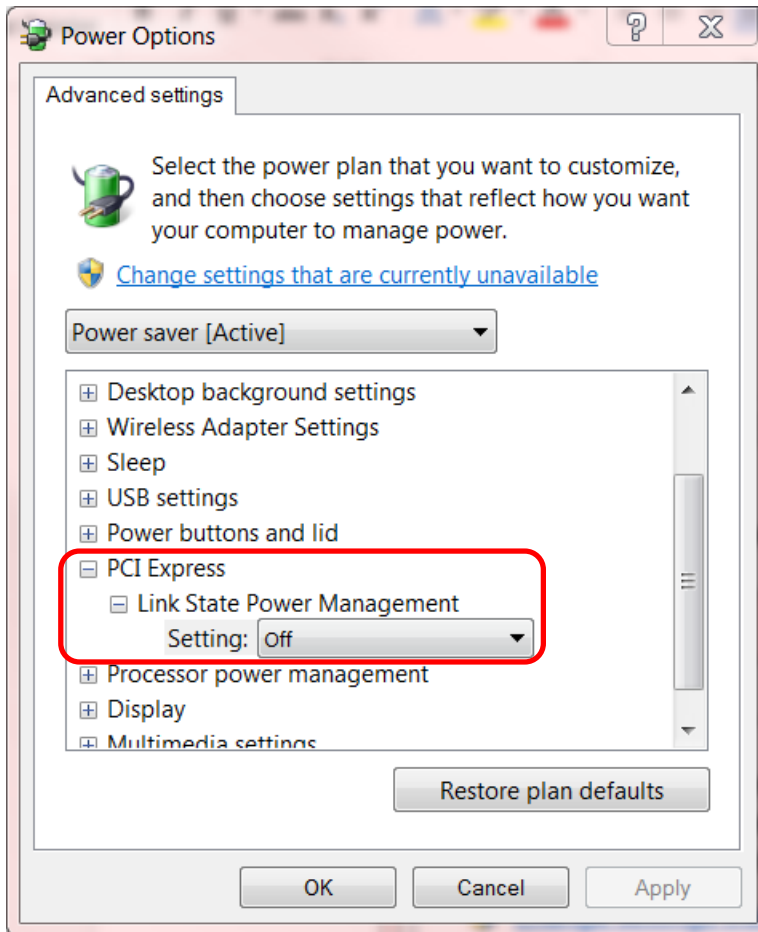 Power Options
Advanced settings
Select the power plan that you want to customize,
and then choose settings that reflect how you want
your computer to manage power.
Change settings that are currently unavailable
Power saver [Active]
Desktop background settings
Wireless Adapter Settings
Sleep
USB settings
Power buttons and lid
PCI Express
Link State Power Management
Setting: Off
Processor power management
Display
Multimedia settings
Restore plan defaults
OK Cancel Apply